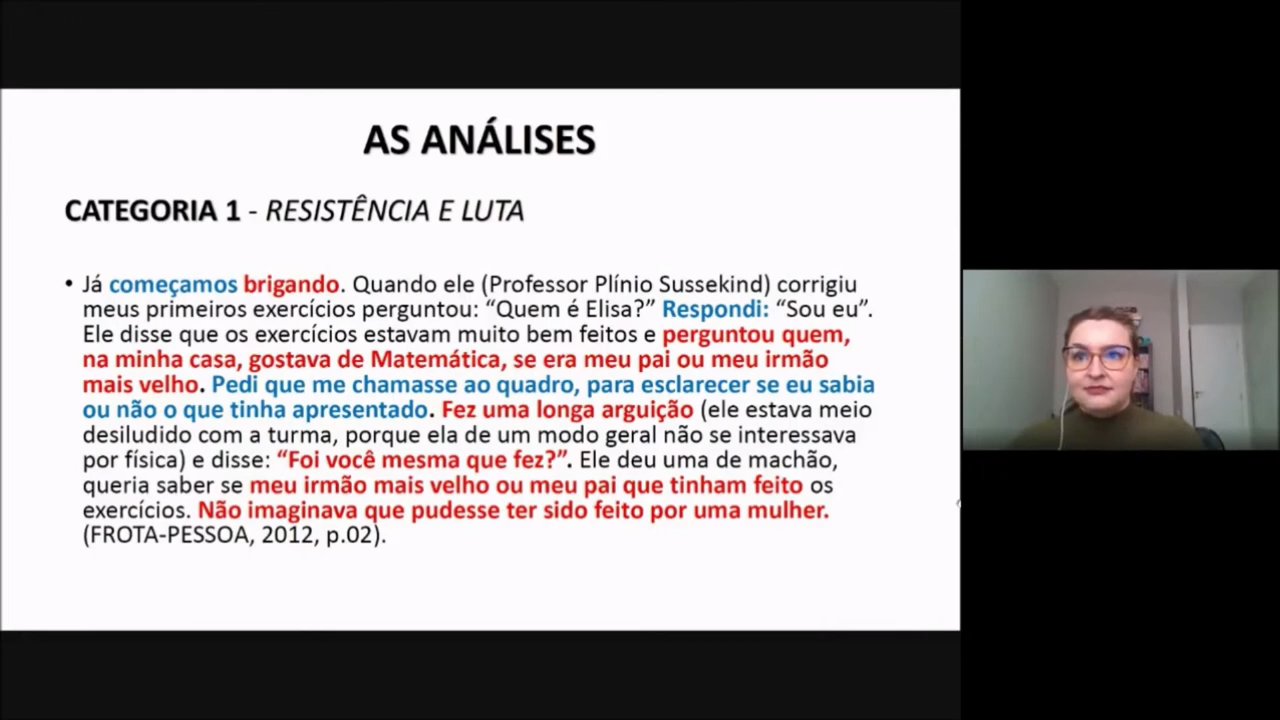 AS ANÁLISES
CATEGORIA 1 - RESISTÊNCIA E LUTA
• Já começamos brigando. Quando ele (Professor Plínio Sussekind) corrigiu
meus primeiros exercícios perguntou: “Quem é Elisa?” Respondi: “Sou eu”.
Ele disse que os exercícios estavam muito bem feitos e perguntou quem,
na minha casa, gostava de Matemática, se era meu pai ou meu irmão
mais velho. Pedi que me chamasse ao quadro, para esclarecer se eu sabia
ou não o que tinha apresentado. Fez uma longa arguição (ele estava meio
desiludido com a turma, porque ela de um modo geral não se interessava
por física) e disse: “Foi você mesma que fez?”. Ele deu uma de machão,
queria saber se meu irmão mais velho ou meu pai que tinham feito os
exercícios. Não imaginava que pudesse ter sido feito por uma mulher.
(FROTA-PESSOA, 2012, p.02).